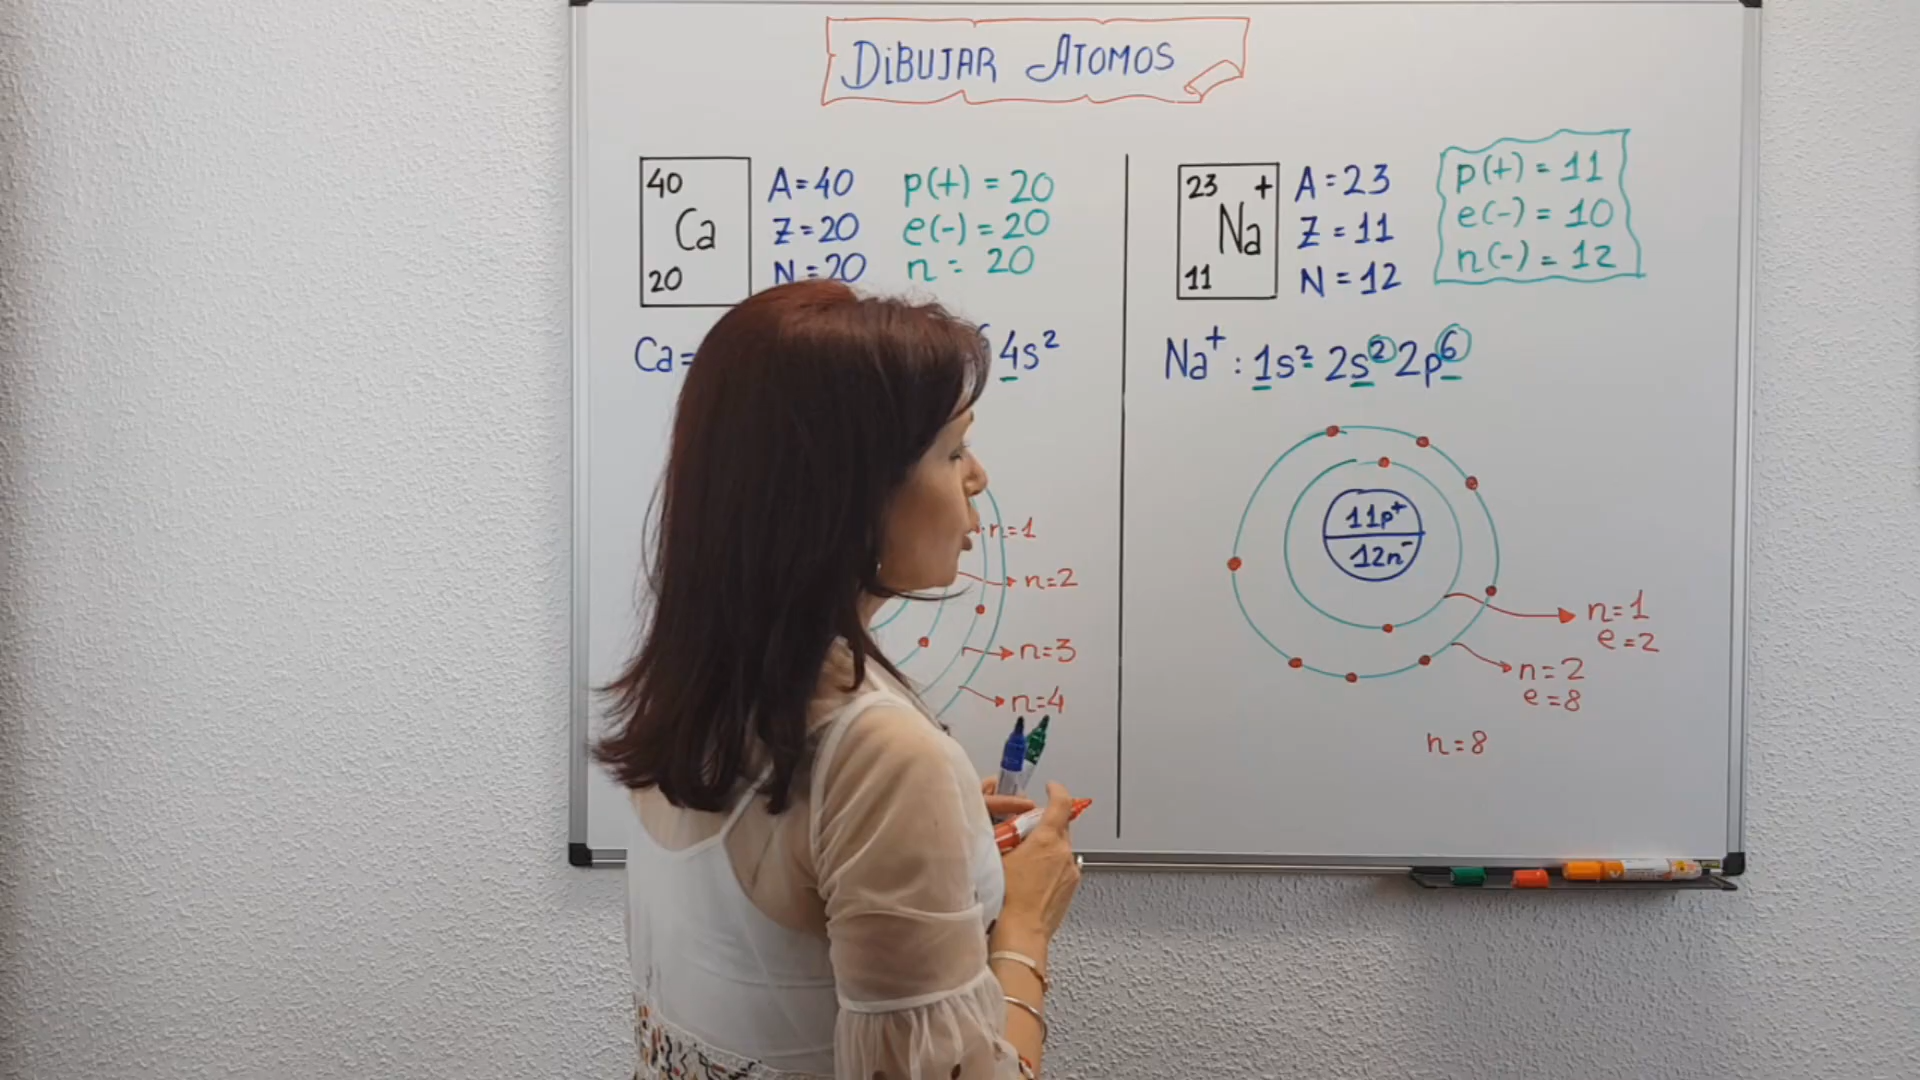 DiBUJAR ATOMOS
40
Ca
20
A=40
Z=20
N=20
p(+) = 20
e(-) = 20
n = 20
Ca=
4s²
n=1
n=2
n=3
n=4
23 +
Na
11
A=23
Z=11
N=12
p(+) = 11
e(-) = 10
n(-) = 12
Na⁺: 1s² 2s² 2p⁶
11p⁺
12n⁻
n=1
e=2
n=2
e=8
n=8